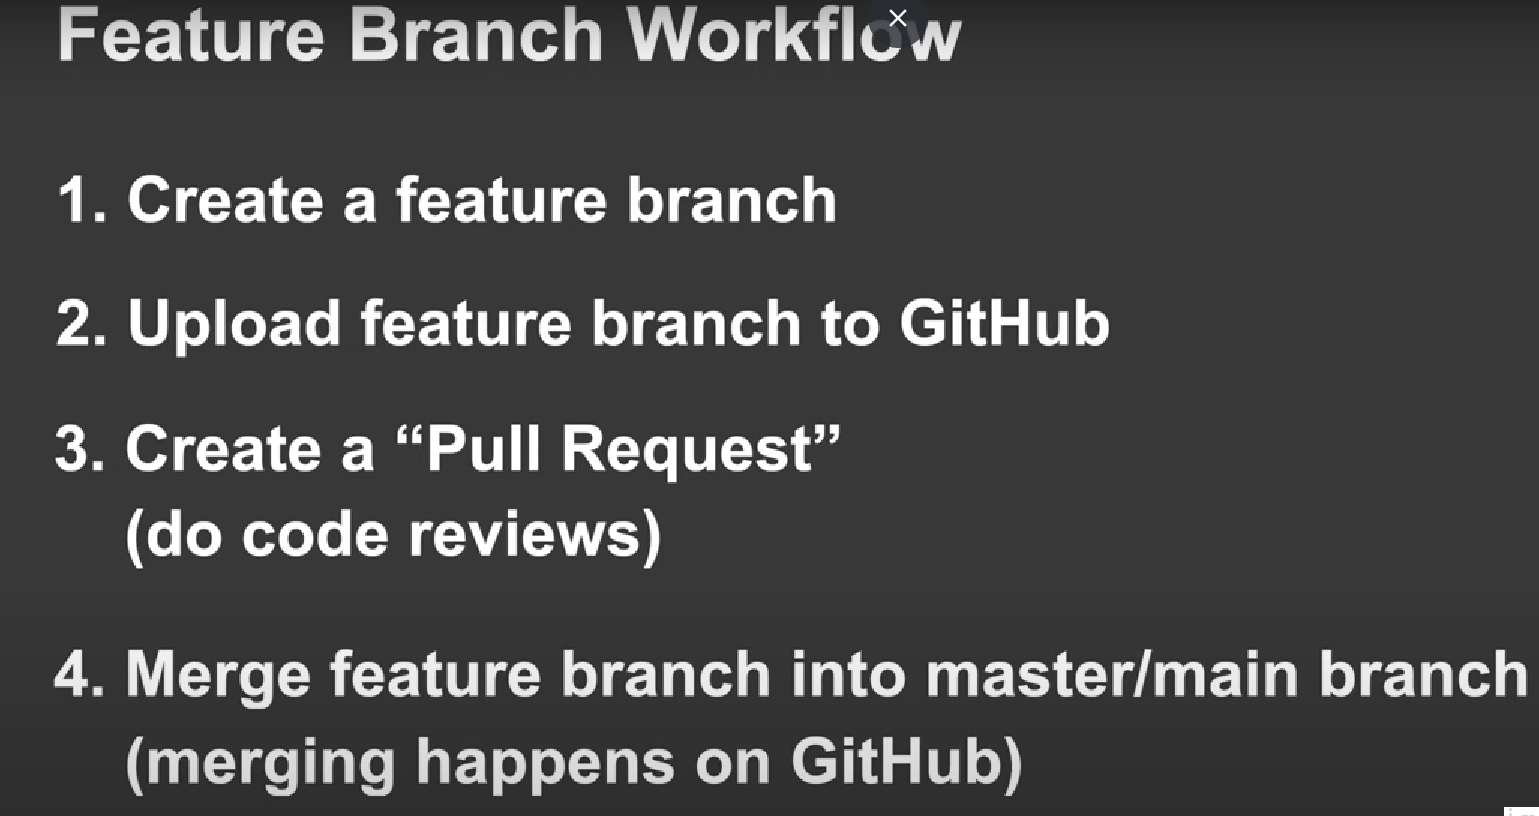 Feature Branch Workflow
1. Create a feature branch
2. Upload feature branch to GitHub
3. Create a “Pull Request”
(do code reviews)
4. Merge feature branch into master/main branch
(merging happens on GitHub)